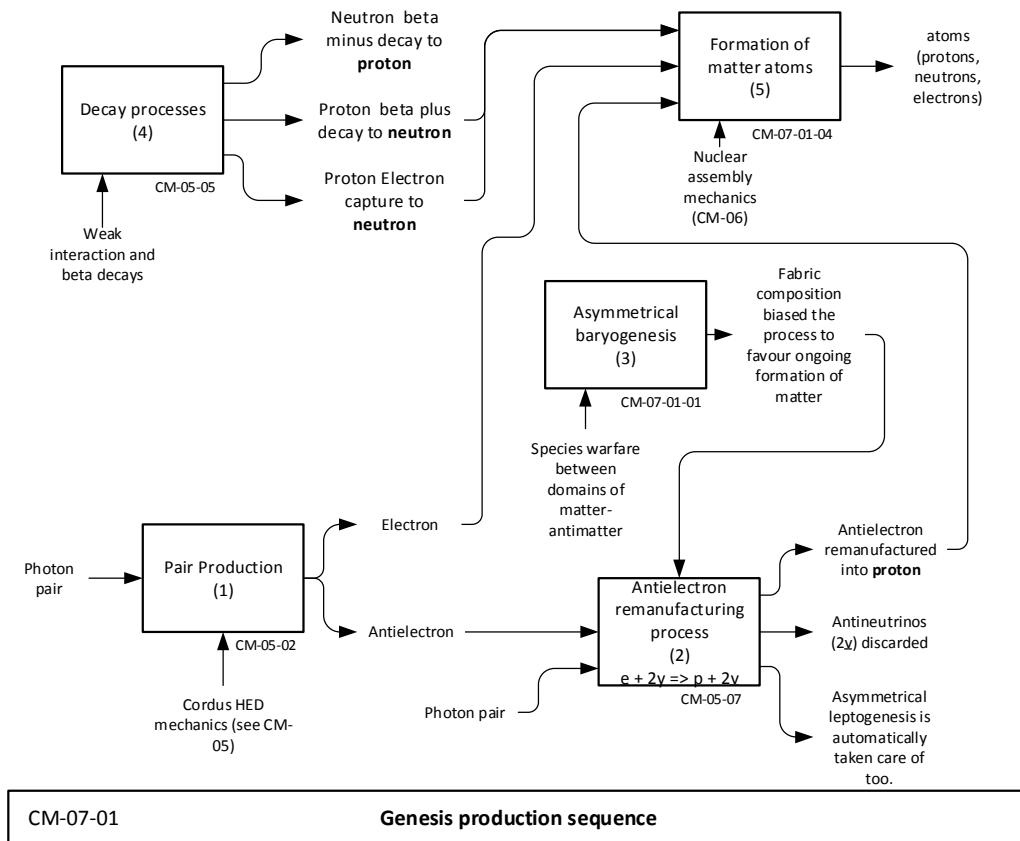 Neutron beta
minus decay to
proton
Decay processes
(4)
CM-05-05
Proton beta plus
decay to neutron
Proton Electron
capture to
neutron
Weak
interaction and
beta decays
Formation of
matter atoms
(5)
CM-07-01-04
atoms
(protons,
neutrons,
electrons)
Nuclear
assembly
mechanics
(CM-06)
Asymmetrical
baryogenesis
(3)
CM-07-01-01
Fabric
composition
biased the
process to
favour ongoing
formation of
matter
Species warfare
between
domains of
matter-
antimatter
Photon
pair
Pair Production
(1)
CM-05-02
Cordus HED
mechanics (see CM-
05)
Electron
Antielectron
Photon pair
Antielectron
remanufacturing
process
(2)
e + 2y => p + 2v
CM-05-07
Antielectron
remanufactured
into proton
Antineutrinos
(2v) discarded
Asymmetrical
leptogenesis is
automatically
taken care of
too.
CM-07-01
Genesis production sequence